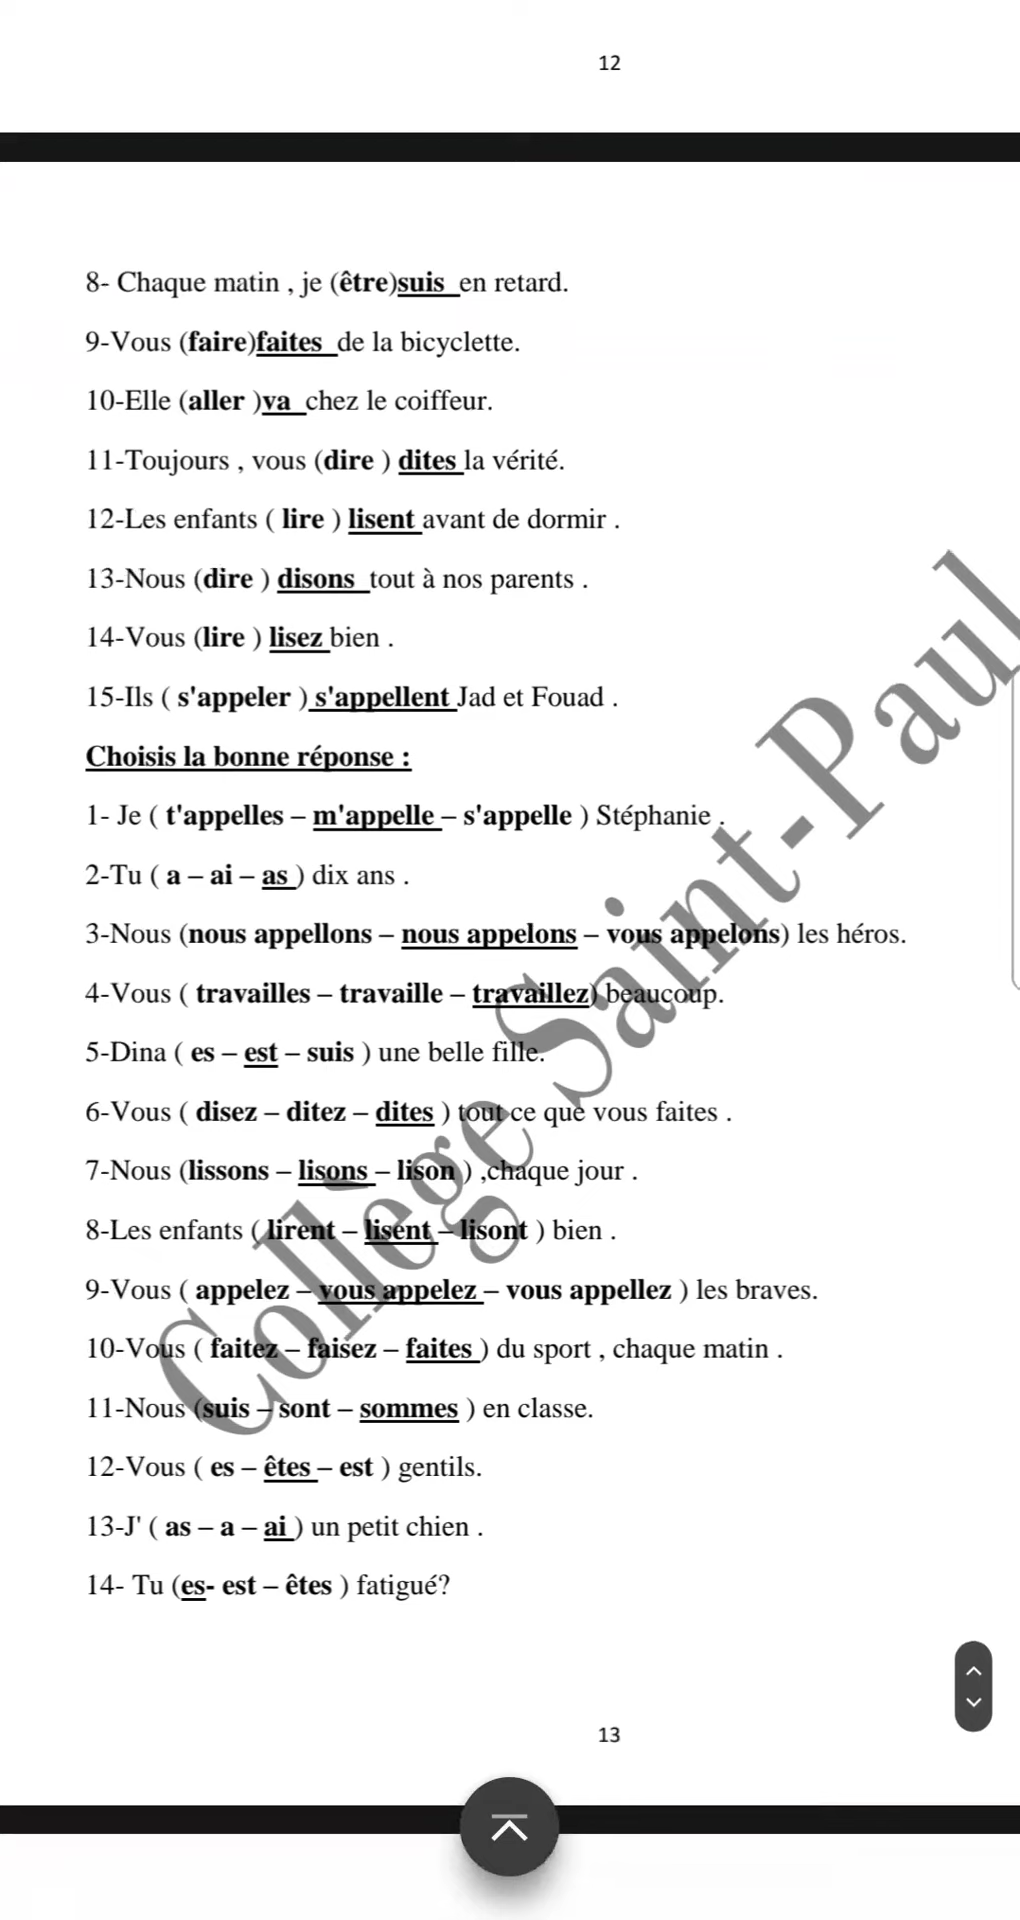 12
8- Chaque matin , je (être)suis en retard.
9-Vous (faire)faites de la bicyclette.
10-Elle (aller )va chez le coiffeur.
11-Toujours , vous (dire ) dites la vérité.
12-Les enfants ( lire ) lisent avant de dormir .
13-Nous (dire ) disons tout à nos parents .
14-Vous (lire ) lisez bien .
15-Ils ( s'appeler ) s'appellent Jad et Fouad .
Choisis la bonne réponse :
1- Je ( t'appelles – m'appelle – s'appelle ) Stéphanie .
2-Tu ( a – ai – as ) dix ans .
3-Nous (nous appellons – nous appelons – vous appelons) les héros.
4-Vous ( travailles – travaille – travaillez) beaucoup.
5-Dina ( es – est – suis ) une belle fille.
6-Vous ( disez – ditez – dites ) tout ce que vous faites .
7-Nous (lissons – lisons – lison ) ,chaque jour .
8-Les enfants ( lirent – lisent – lisont ) bien .
9-Vous ( appelez – vous appelez – vous appellez ) les braves.
10-Vous ( faitez – faisez – faites ) du sport , chaque matin .
11-Nous (suis – sont – sommes ) en classe.
12-Vous ( es – êtes – est ) gentils.
13-J' ( as – a – ai ) un petit chien .
14- Tu (es- est – êtes ) fatigué?
Collège Saint-Paul
13